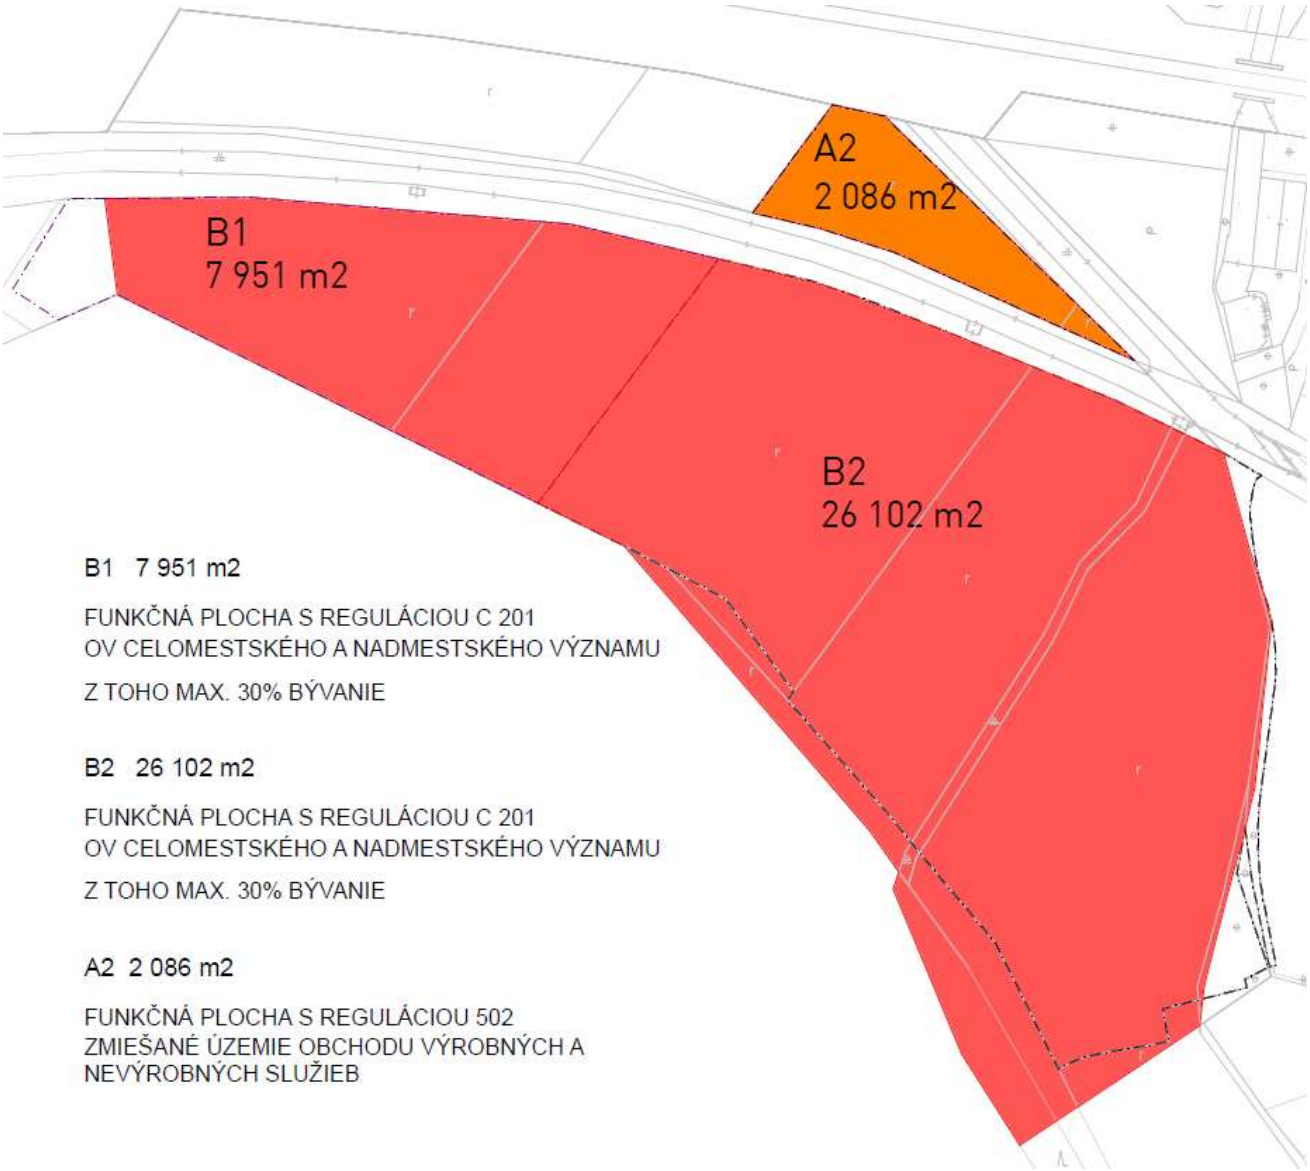 A2
2 086 m2
B1
7 951 m2
B2
26 102 m2
B1 7 951 m2
FUNKČNÁ PLOCHA S REGULÁCIOU C 201
OV CELOMESTSKÉHO A NADMESTSKÉHO VÝZNAMU
Z TOHO MAX. 30% BÝVANIE
B2 26 102 m2
FUNKČNÁ PLOCHA S REGULÁCIOU C 201
OV CELOMESTSKÉHO A NADMESTSKÉHO VÝZNAMU
Z TOHO MAX. 30% BÝVANIE
A2 2 086 m2
FUNKČNÁ PLOCHA S REGULÁCIOU 502
ZMIEŠANÉ ÚZEMIE OBCHODU VÝROBNÝCH A
NEVÝROBNÝCH SLUŽIEB